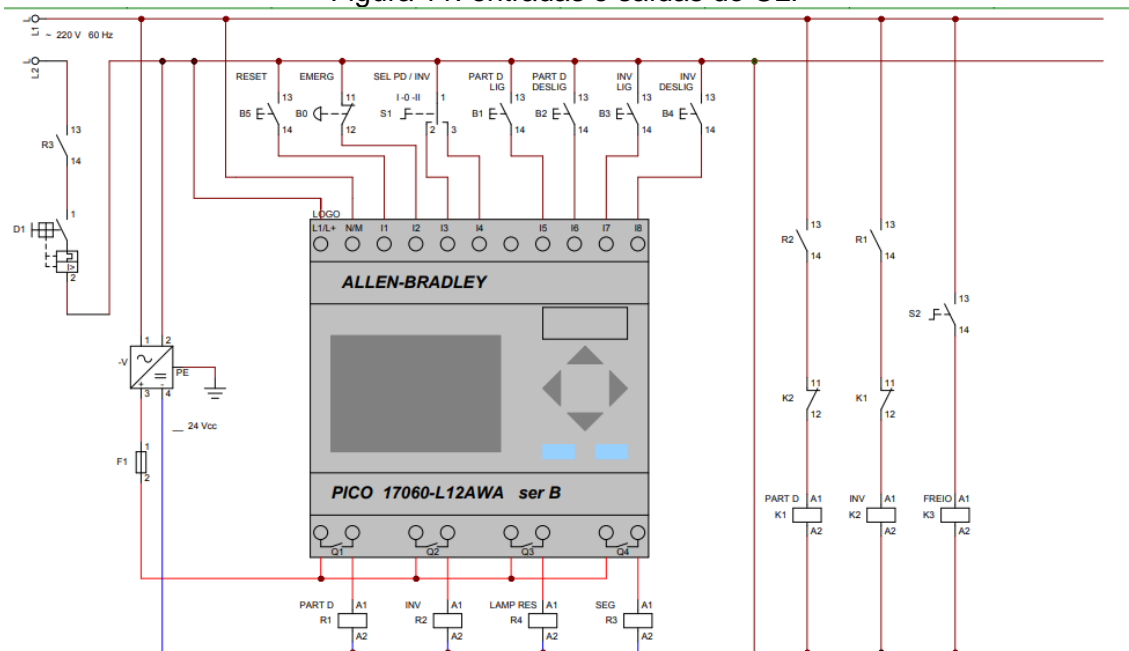 L1
~ 220 V 60 Hz
L2
RESET
EMERG
SEL PD / INV
PART D
LIG
PART D
DESLIG
INV
LIG
INV
DESLIG
13
B5
14
11
B0
12
I -0 -II
1
S1
2
3
13
B1
14
13
B2
14
13
B3
14
13
B4
14
13
R3
14
1
D1
I>
2
LOGO
L1/L+
N/M
I1
I2
I3
I4
I5
I6
I7
I8
ALLEN-BRADLEY
13
R2
14
13
R1
14
13
S2
14
1
2
-V
PE
+
-
3
4
24 Vcc
F1
1
2
11
K2
12
11
K1
12
PICO 17060-L12AWA ser B
PART D
A1
K1
A2
INV
A1
K2
A2
FREIO
A1
K3
A2
Q1
Q2
Q3
Q4
PART D
A1
R1
A2
INV
A1
R2
A2
LAMP RES
A1
R4
A2
SEG
A1
R3
A2